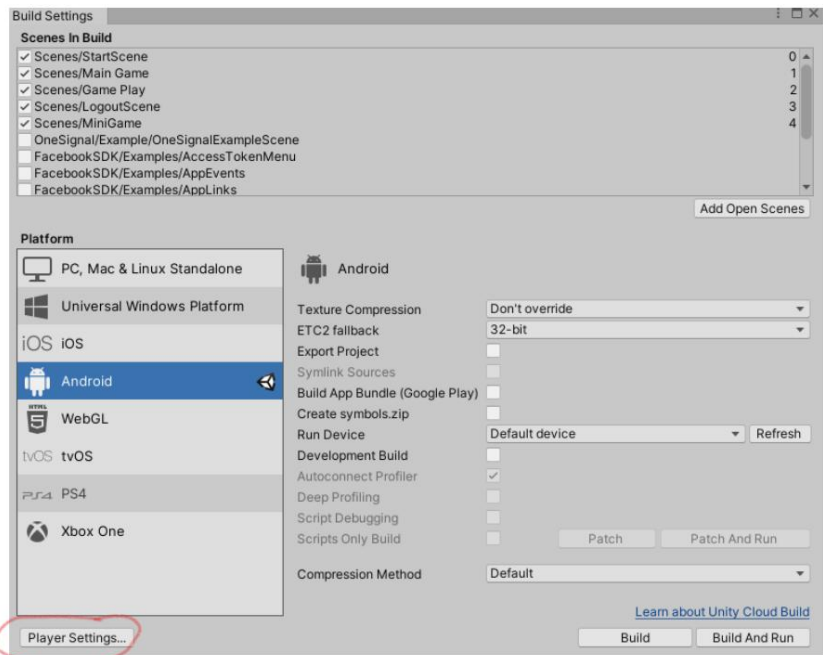 Build Settings
Scenes In Build
Scenes/StartScene 0
Scenes/Main Game 1
Scenes/Game Play 2
Scenes/LogoutScene 3
Scenes/MiniGame 4
OneSignal/Example/OneSignalExampleScene
FacebookSDK/Examples/AccessTokenMenu
FacebookSDK/Examples/AppEvents
FacebookSDK/Examples/AppLinks
Add Open Scenes
Platform
PC, Mac & Linux Standalone
Universal Windows Platform
iOS iOS
Android
HTML 5 WebGL
tvOS tvOS
PS4 PS4
Xbox One
Android
Texture Compression Don't override
ETC2 fallback 32-bit
Export Project
Symlink Sources
Build App Bundle (Google Play)
Create symbols.zip
Run Device Default device Refresh
Development Build
Autoconnect Profiler
Deep Profiling
Script Debugging
Scripts Only Build Patch Patch And Run
Compression Method Default
Learn about Unity Cloud Build
Player Settings... Build Build And Run